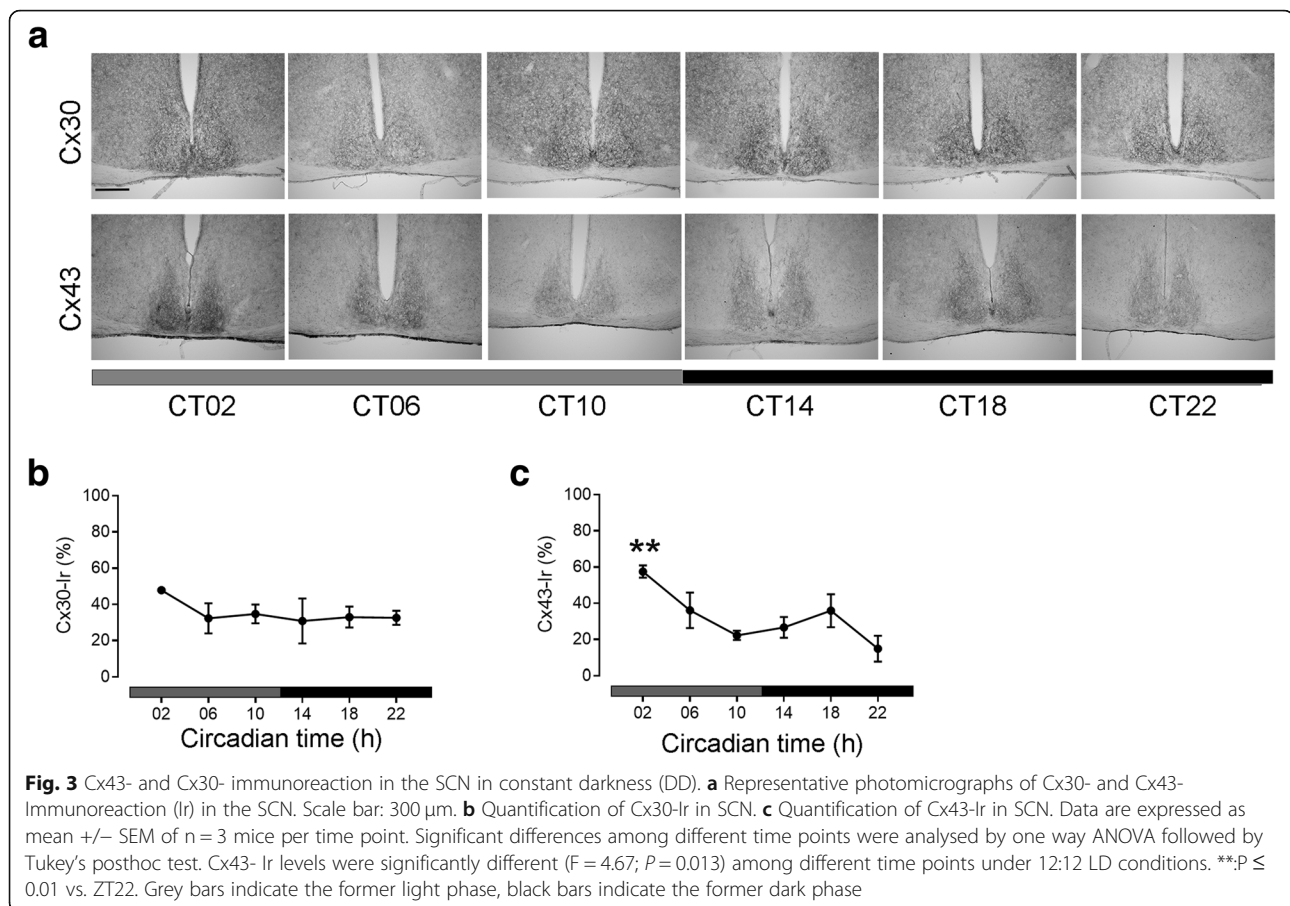 a
Cx30
Cx43
CT02 CT06 CT10 CT14 CT18 CT22
b
Cx30-Ir (%)
100
80
60
40
20
0
02 06 10 14 18 22
Circadian time (h)
c
Cx43-Ir (%)
100
80
60
40
20
0
**
02 06 10 14 18 22
Circadian time (h)
Fig. 3 Cx43- and Cx30- immunoreaction in the SCN in constant darkness (DD). a Representative photomicrographs of Cx30- and Cx43-
Immunoreaction (Ir) in the SCN. Scale bar: 300 μm. b Quantification of Cx30-Ir in SCN. c Quantification of Cx43-Ir in SCN. Data are expressed as
mean +/− SEM of n = 3 mice per time point. Significant differences among different time points were analysed by one way ANOVA followed by
Tukey's posthoc test. Cx43- Ir levels were significantly different (F = 4.67; P = 0.013) among different time points under 12:12 LD conditions. **:P ≤
0.01 vs. ZT22. Grey bars indicate the former light phase, black bars indicate the former dark phase